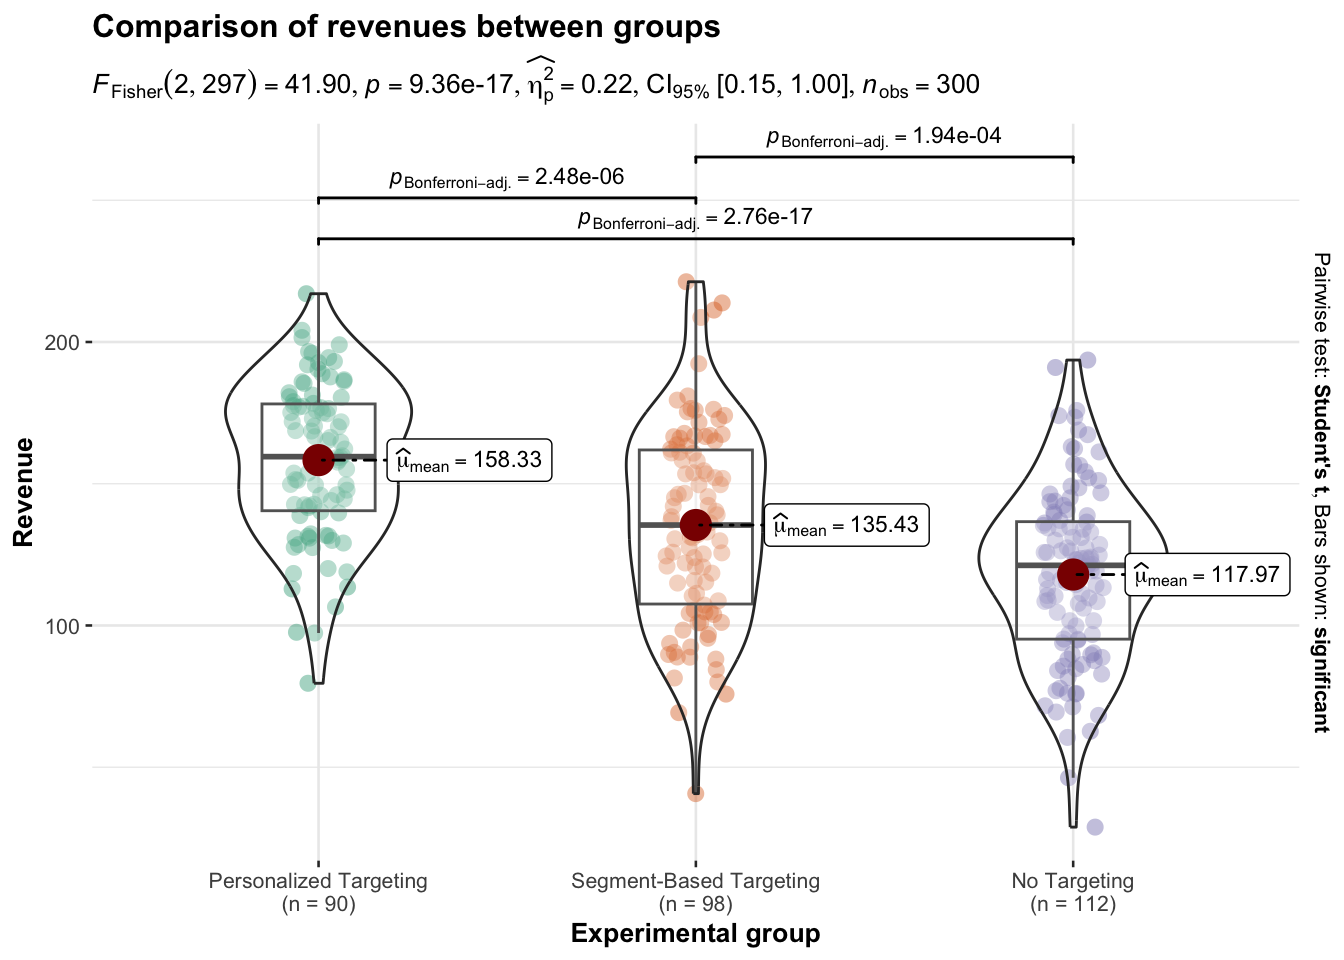 Comparison of revenues between groups
F_Fisher(2, 297) = 41.90, p = 9.36e-17, η̂²_p = 0.22, CI_95% [0.15, 1.00], n_obs = 300
p_Bonferroni−adj. = 1.94e-04
p_Bonferroni−adj. = 2.48e-06
p_Bonferroni−adj. = 2.76e-17
Revenue
200
100
μ̂_mean = 158.33
μ̂_mean = 135.43
μ̂_mean = 117.97
Pairwise test: Student's t, Bars shown: significant
Personalized Targeting
(n = 90)
Segment-Based Targeting
(n = 98)
No Targeting
(n = 112)
Experimental group